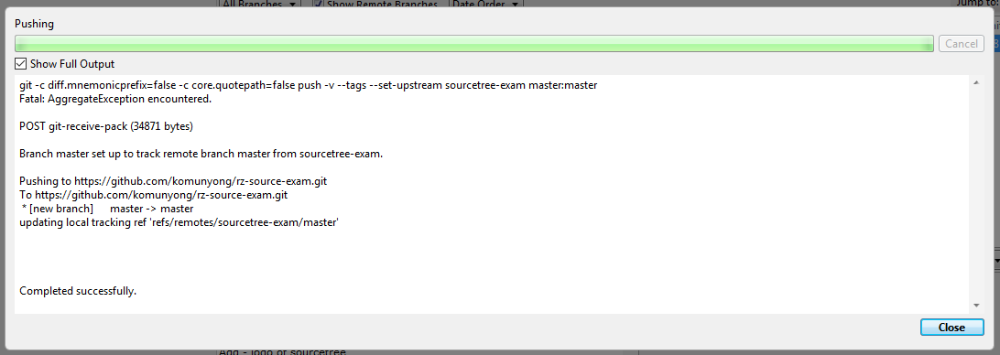 All Branches Show Remote Branches Date Order Jump to:
Pushing
Cancel
Show Full Output
git -c diff.mnemonicprefix=false -c core.quotepath=false push -v --tags --set-upstream sourcetree-exam master:master
Fatal: AggregateException encountered.
POST git-receive-pack (34871 bytes)
Branch master set up to track remote branch master from sourcetree-exam.
Pushing to https://github.com/komunyong/rz-source-exam.git
To https://github.com/komunyong/rz-source-exam.git
* [new branch]      master -> master
updating local tracking ref 'refs/remotes/sourcetree-exam/master'
Completed successfully.
Close
Add - logo of sourcetree